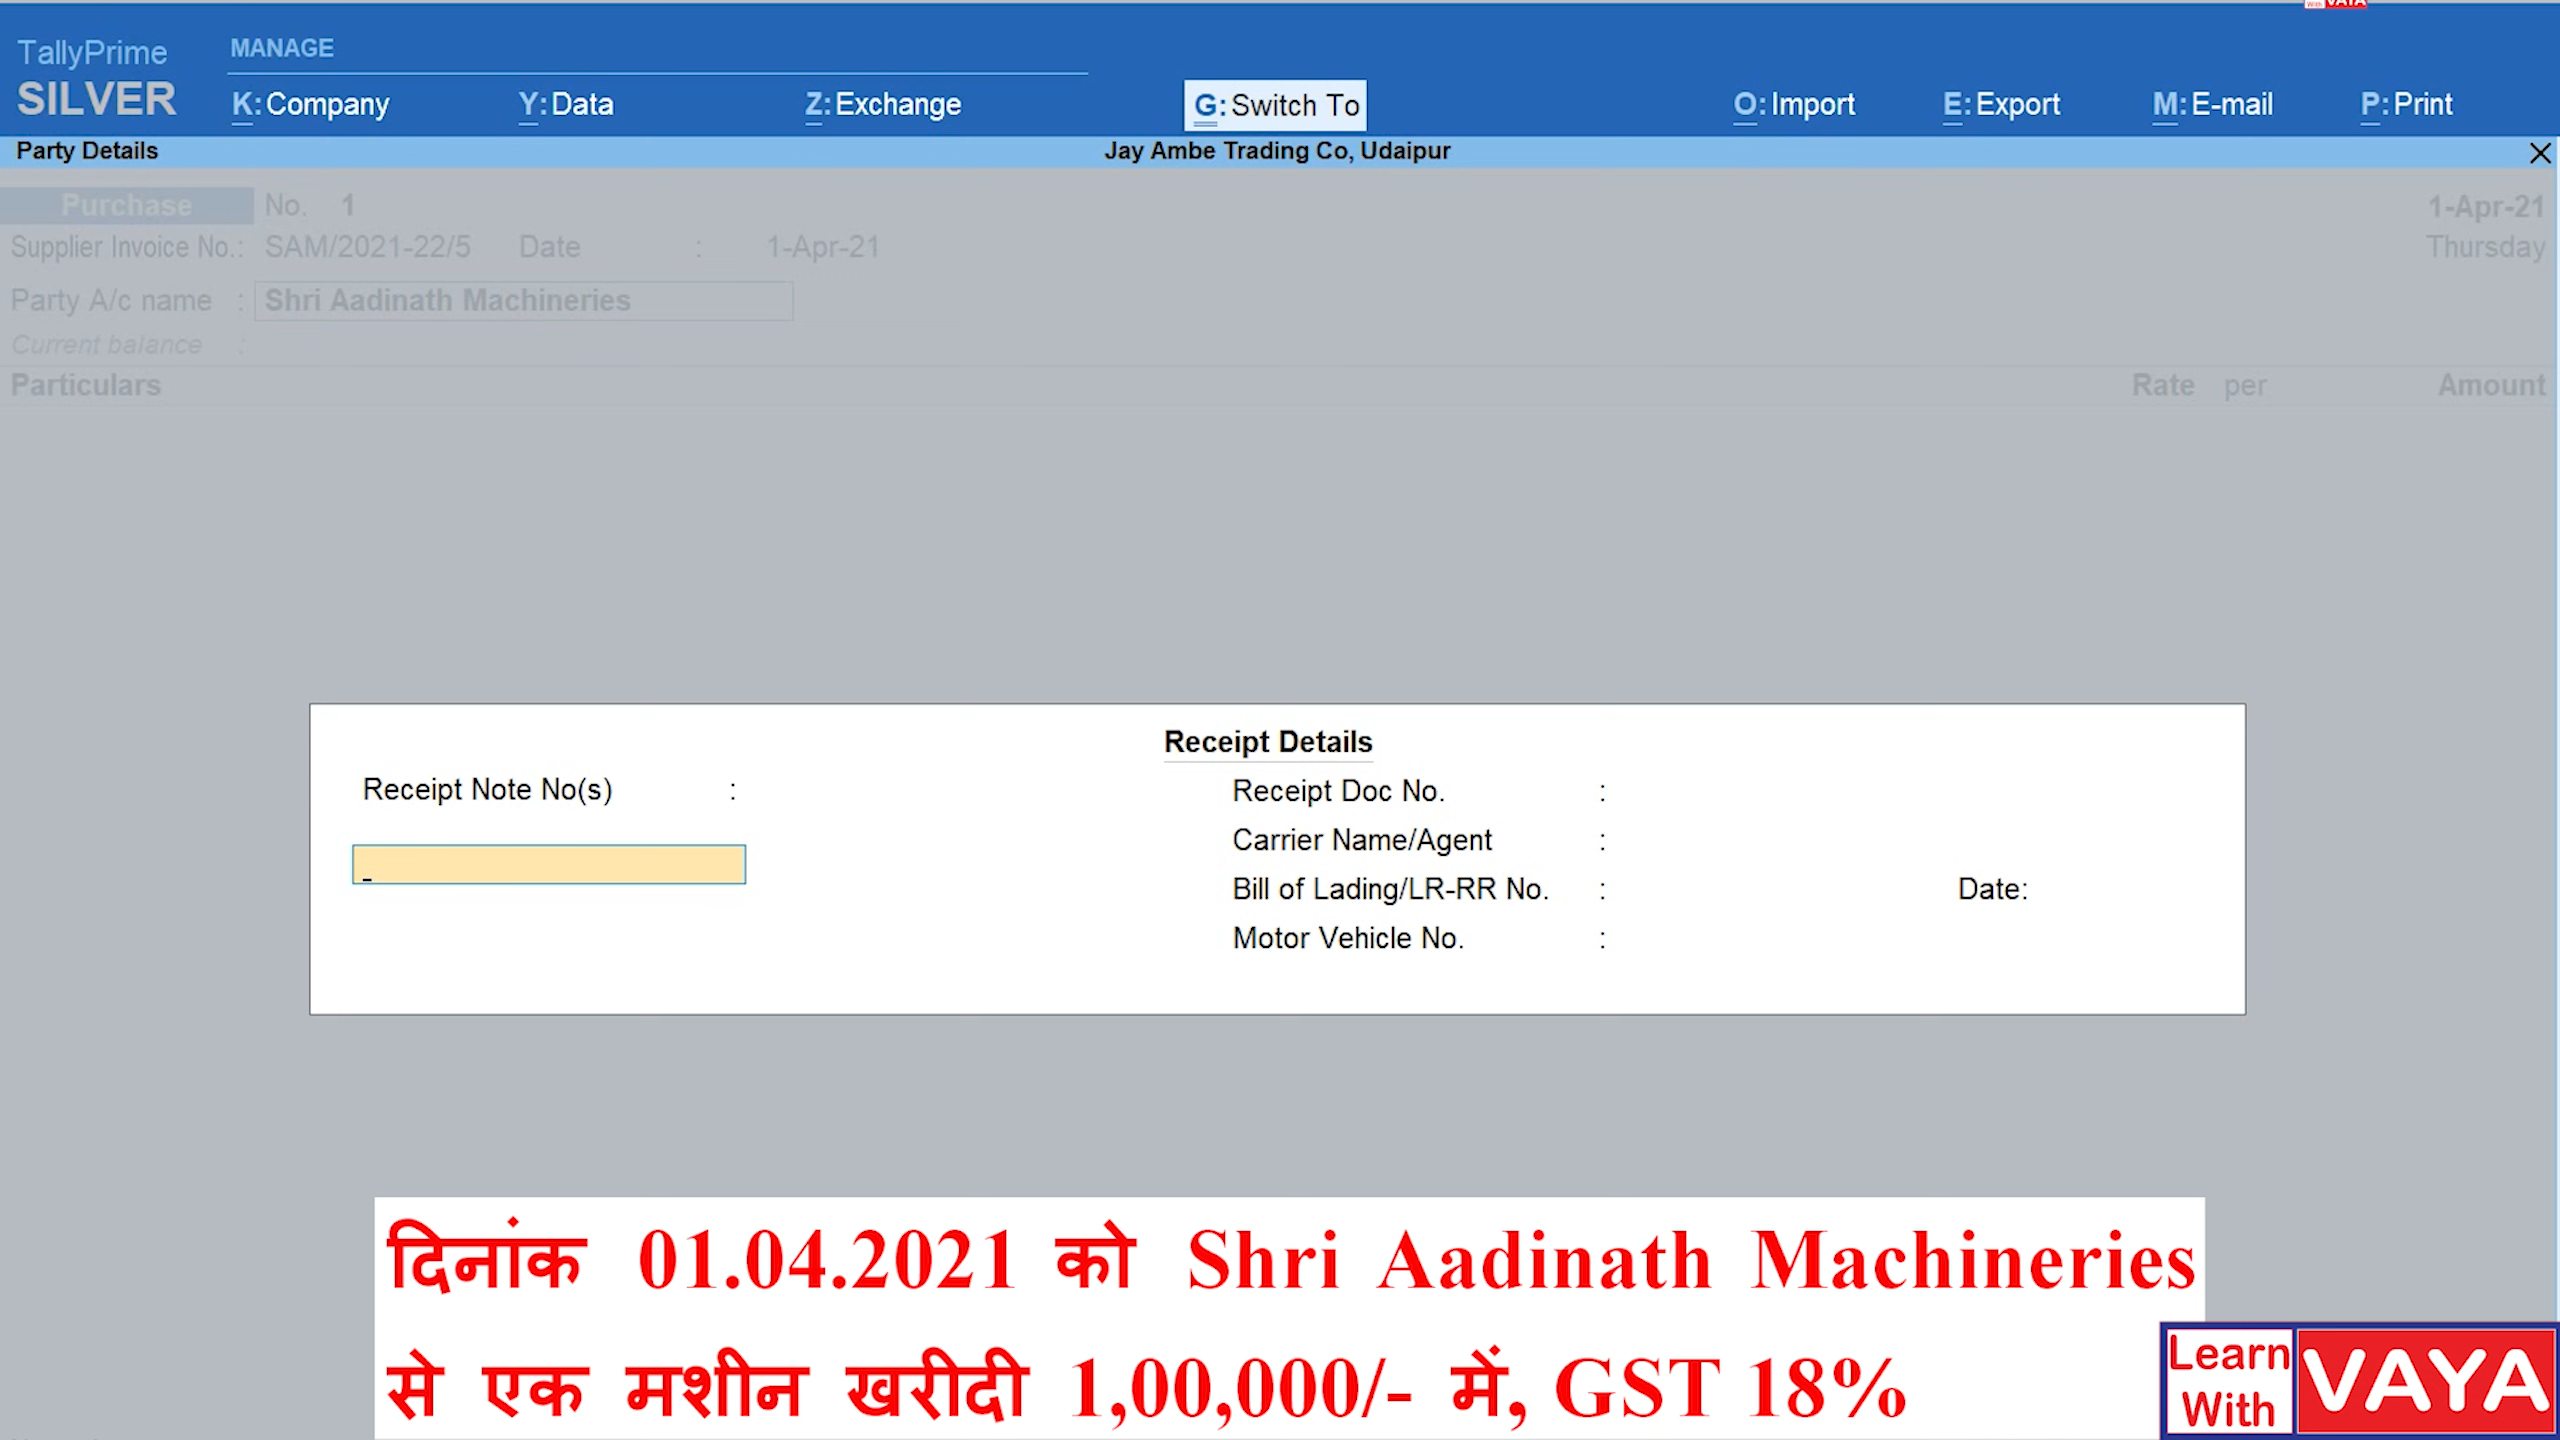 With VAYA
TallyPrime
SILVER
MANAGE
K: Company Y: Data Z: Exchange G: Switch To O: Import E: Export M: E-mail P: Print
Party Details Jay Ambe Trading Co, Udaipur
Purchase No. 1 1-Apr-21
Supplier Invoice No.: SAM/2021-22/5 Date : 1-Apr-21 Thursday
Party A/c name : Shri Aadinath Machineries
Current balance :
Particulars Rate per Amount
Receipt Details
Receipt Note No(s) : Receipt Doc No. :
Carrier Name/Agent :
Bill of Lading/LR-RR No. : Date:
Motor Vehicle No. :
दिनांक 01.04.2021 को Shri Aadinath Machineries
से एक मशीन खरीदी 1,00,000/- में, GST 18%
Learn With VAYA